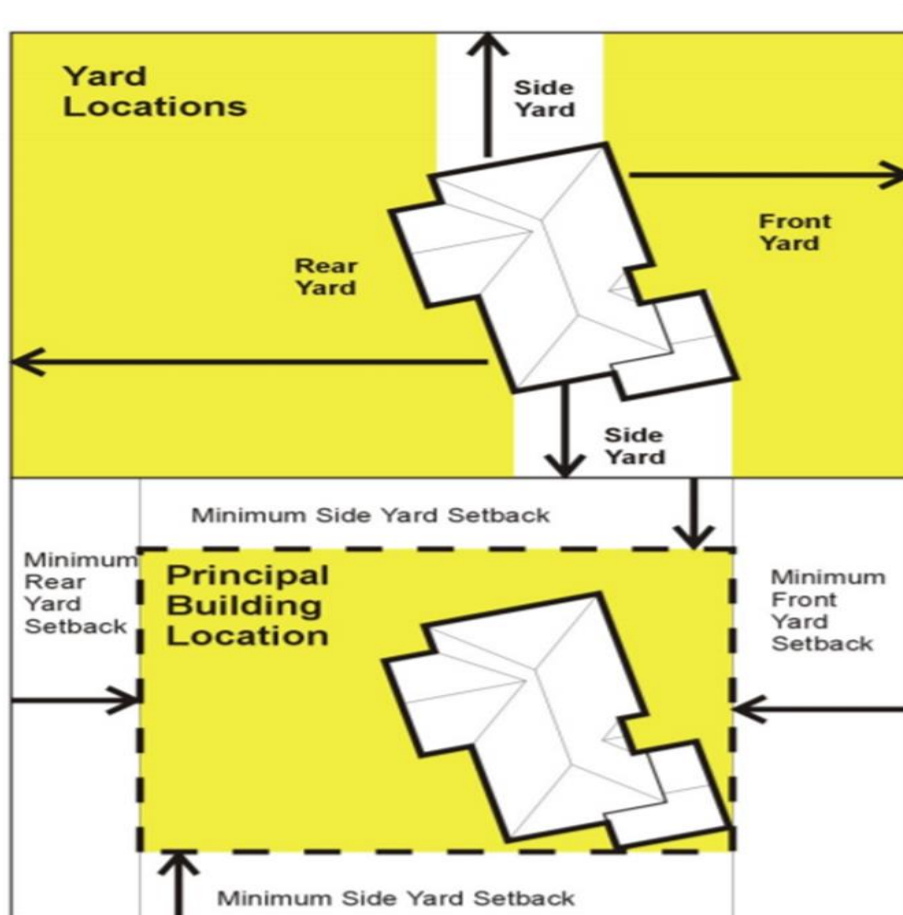 Yard
Locations
Side
Yard
Front
Yard
Rear
Yard
Side
Yard
Minimum Side Yard Setback
Minimum
Rear
Yard
Setback
Principal
Building
Location
Minimum
Front
Yard
Setback
Minimum Side Yard Setback